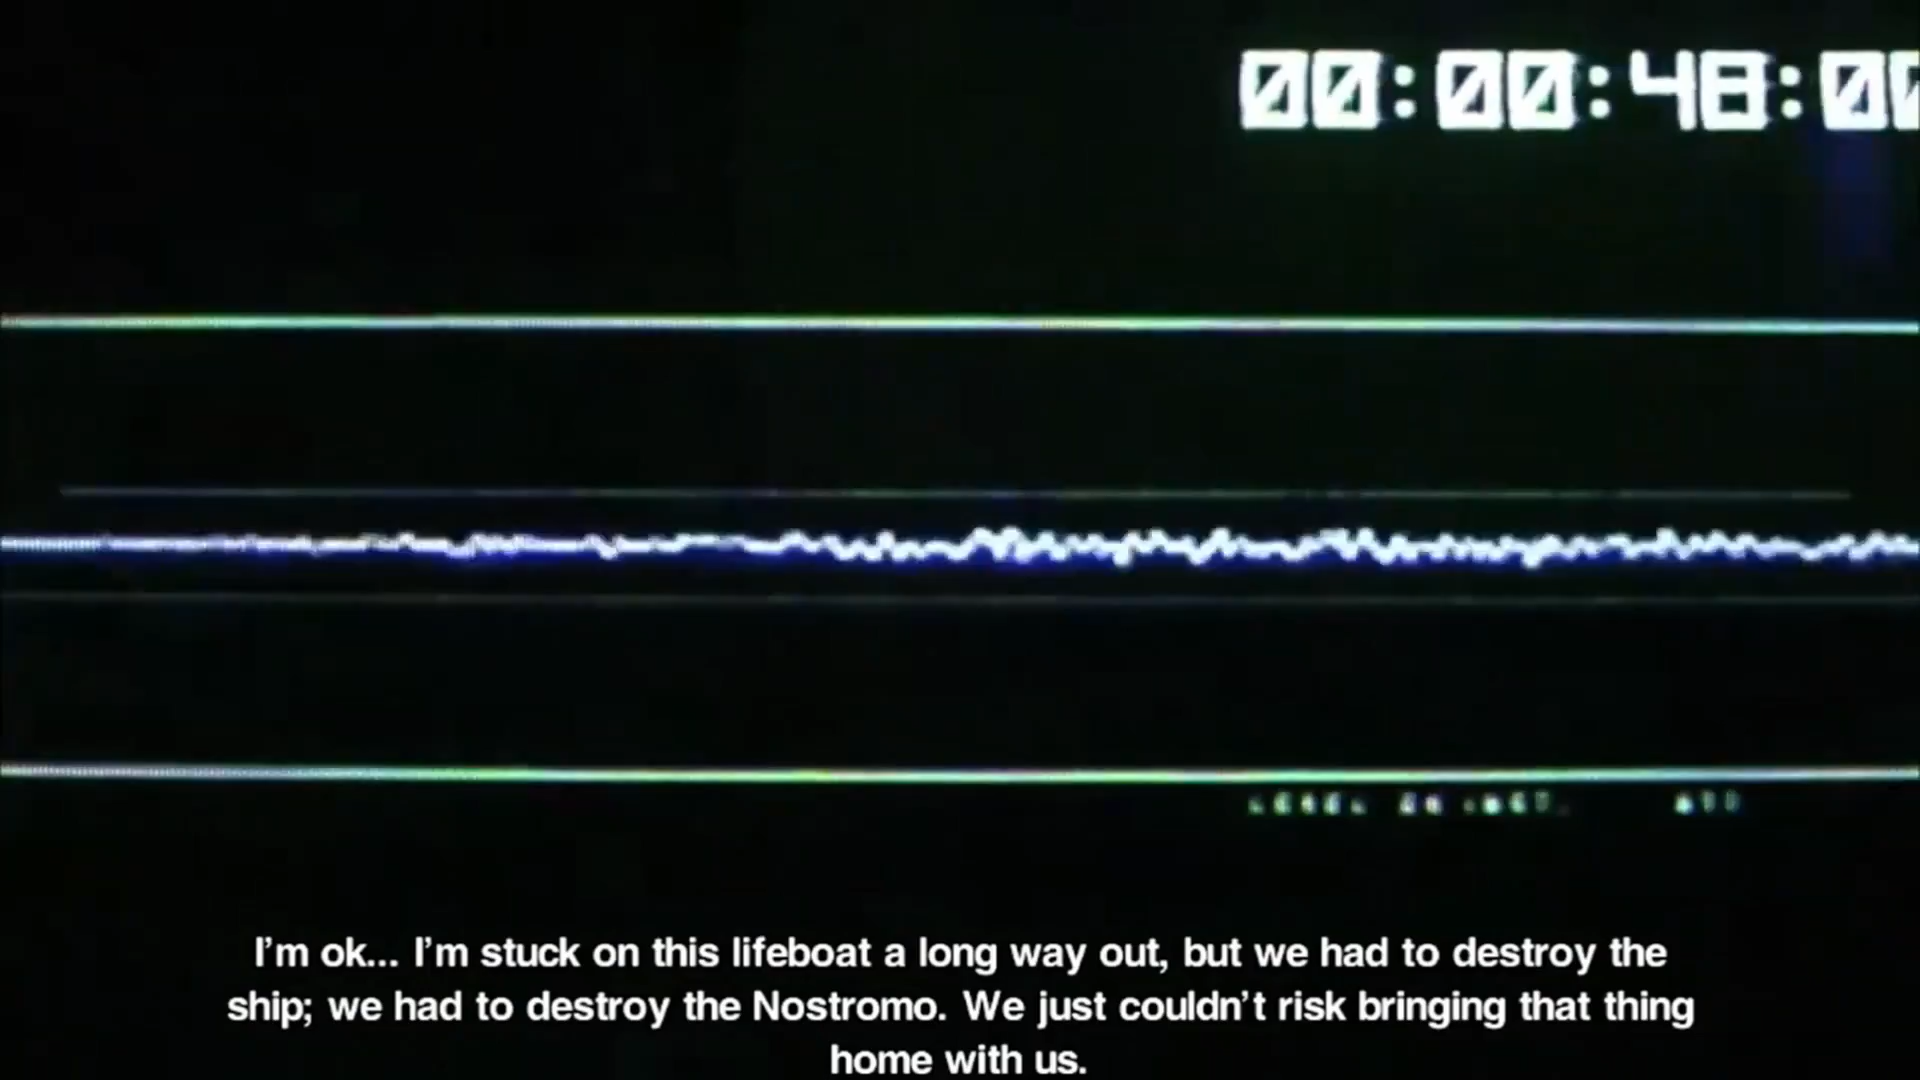 00:00:48:00
I'm ok... I'm stuck on this lifeboat a long way out, but we had to destroy the
ship; we had to destroy the Nostromo. We just couldn't risk bringing that thing
home with us.